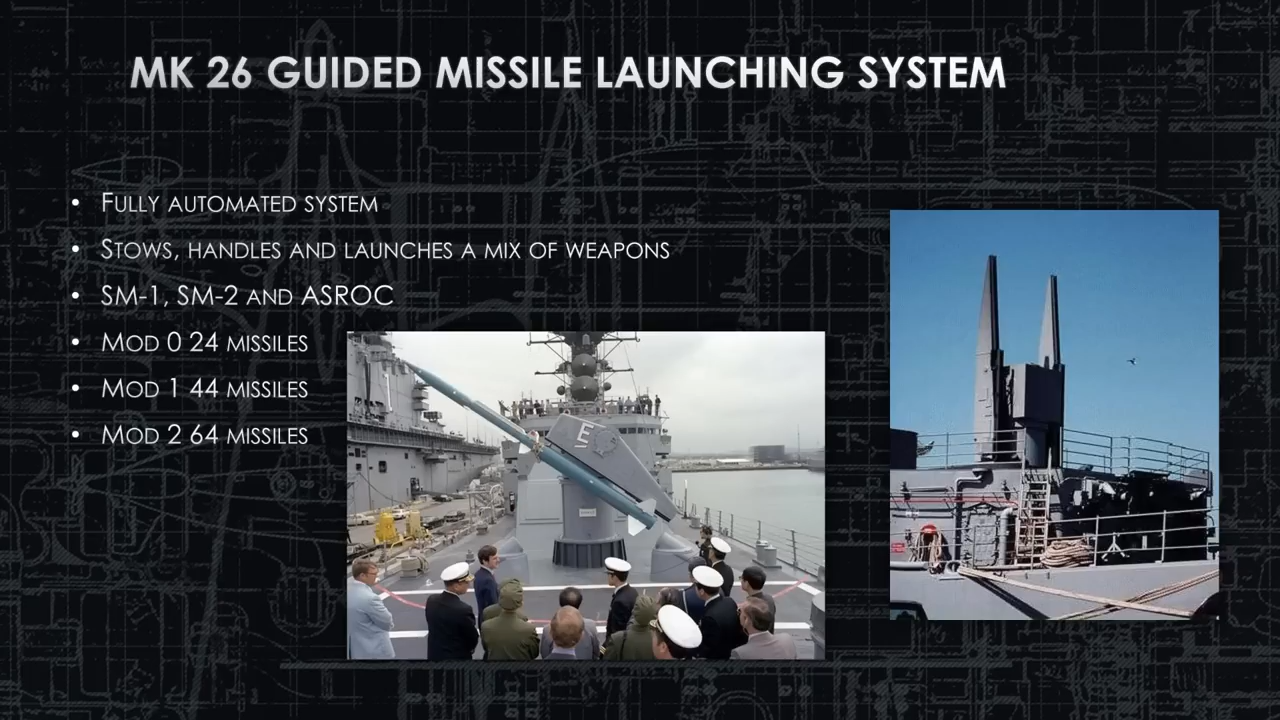 MK 26 GUIDED MISSILE LAUNCHING SYSTEM
• FULLY AUTOMATED SYSTEM
• STOWS, HANDLES AND LAUNCHES A MIX OF WEAPONS
• SM-1, SM-2 AND ASROC
• MOD 0 24 MISSILES
• MOD 1 44 MISSILES
• MOD 2 64 MISSILES
E